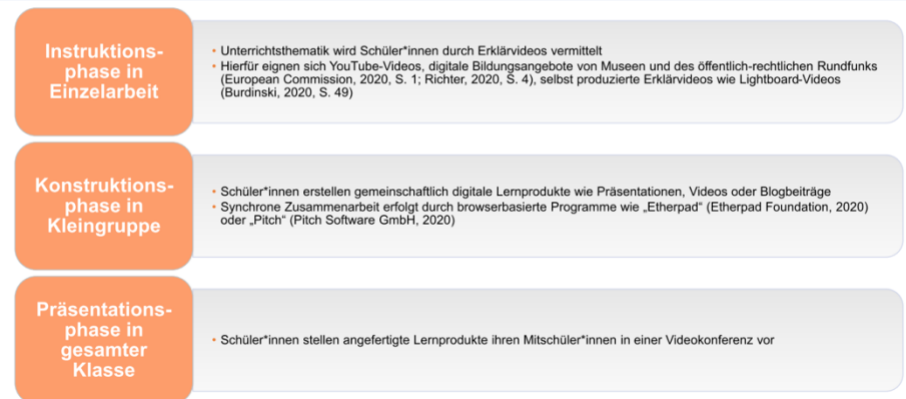 Instruktions-
phase in
Einzelarbeit
• Unterrichtsthematik wird Schüler*innen durch Erklärvideos vermittelt
• Hierfür eignen sich YouTube-Videos, digitale Bildungsangebote von Museen und des öffentlich-rechtlichen Rundfunks
(European Commission, 2020, S. 1; Richter, 2020, S. 4), selbst produzierte Erklärvideos wie Lightboard-Videos
(Burdinski, 2020, S. 49)
Konstruktions-
phase in
Kleingruppe
• Schüler*innen erstellen gemeinschaftlich digitale Lernprodukte wie Präsentationen, Videos oder Blogbeiträge
• Synchrone Zusammenarbeit erfolgt durch browserbasierte Programme wie „Etherpad“ (Etherpad Foundation, 2020)
oder „Pitch“ (Pitch Software GmbH, 2020)
Präsentations-
phase in
gesamter
Klasse
• Schüler*innen stellen angefertigte Lernprodukte ihren Mitschüler*innen in einer Videokonferenz vor